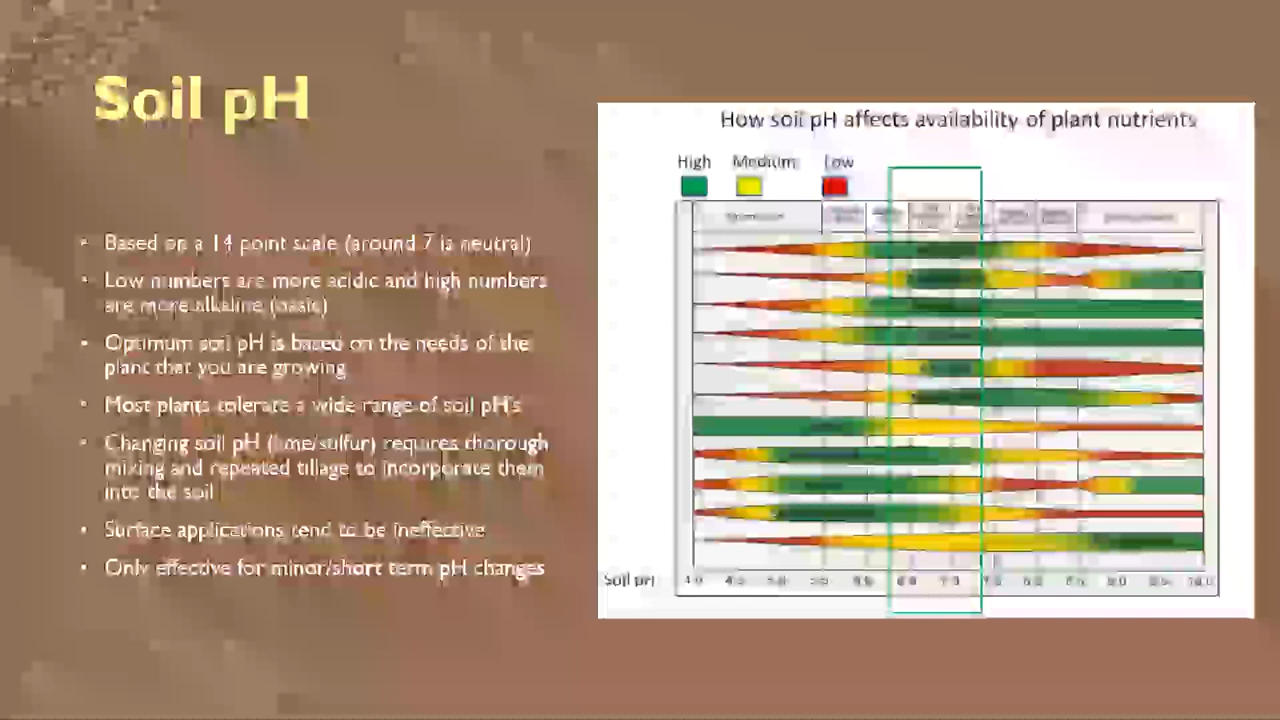 Soil pH
Based on a 14 point scale (around 7 is neutral)
Low numbers are more acidic and high numbers
are more alkaline (basic)
Optimum soil pH is based on the needs of the
plant that you are growing
Most plants tolerate a wide range of soil pH's
Changing soil pH (lime/sulfur) requires thorough
mixing and repeated tillage to incorporate them
into the soil
Surface applications tend to be ineffective
Only effective for minor/short term pH changes
How soil pH affects availability of plant nutrients
High Medium Low
Soil pH 4.0